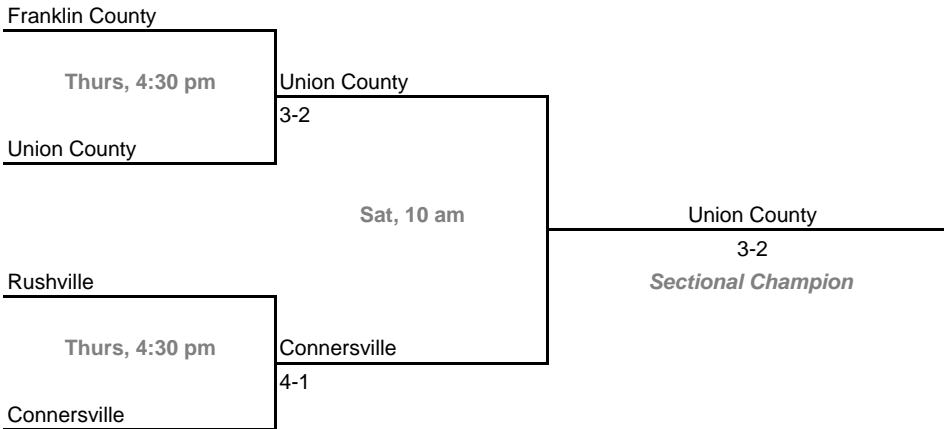 Franklin County
Thurs, 4:30 pm
Union County
3-2
Union County
Sat, 10 am
Union County
3-2
Sectional Champion
Rushville
Thurs, 4:30 pm
Connersville
4-1
Connersville